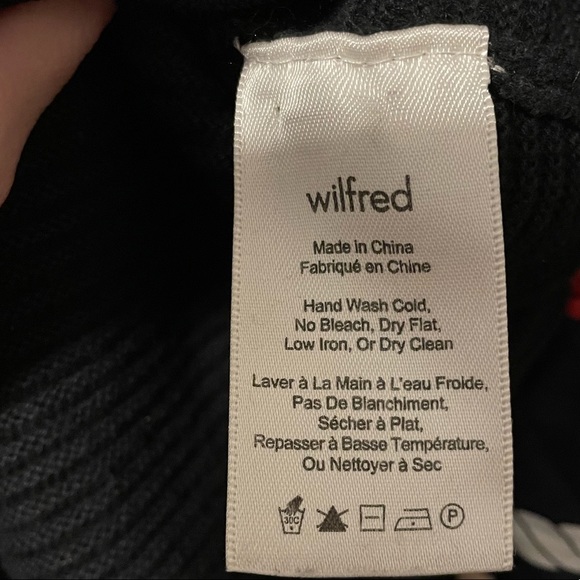 wilfred
Made in China
Fabriqué en Chine
Hand Wash Cold,
No Bleach, Dry Flat,
Low Iron, Or Dry Clean
Laver à La Main à L'eau Froide,
Pas De Blanchiment,
Sécher à Plat,
Repasser à Basse Température,
Ou Nettoyer à Sec
30C P